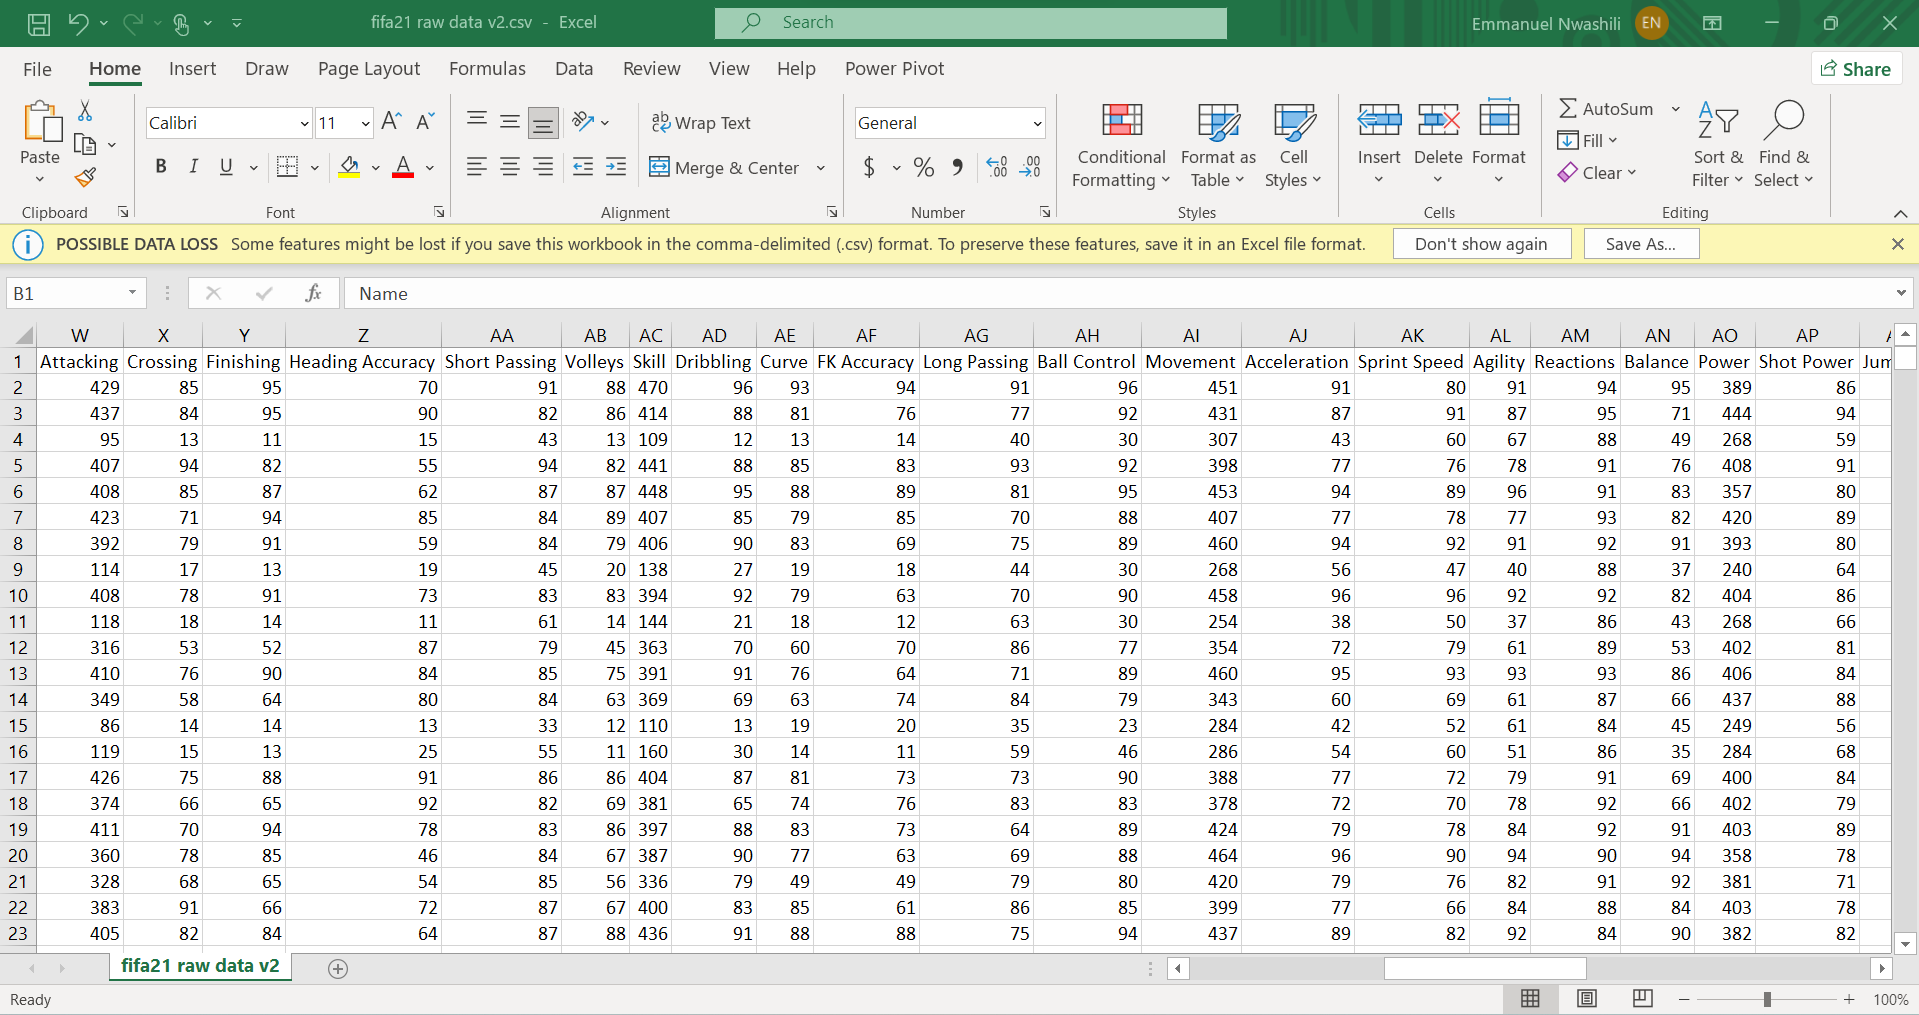 fifa21 raw data v2.csv - Excel
Search
Emmanuel Nwashili EN
File Home Insert Draw Page Layout Formulas Data Review View Help Power Pivot Share
Paste
Clipboard
Calibri 11
B I U A
Font
ab Wrap Text
Merge & Center
Alignment
General
$ % ,
Number
Conditional Formatting
Format as Table
Cell Styles
Styles
Insert Delete Format
Cells
AutoSum
Fill
Clear
Sort & Filter
Find & Select
Editing
POSSIBLE DATA LOSS Some features might be lost if you save this workbook in the comma-delimited (.csv) format. To preserve these features, save it in an Excel file format. Don't show again Save As...
B1 fx Name
W X Y Z AA AB AC AD AE AF AG AH AI AJ AK AL AM AN AO AP
1 Attacking Crossing Finishing Heading Accuracy Short Passing Volleys Skill Dribbling Curve FK Accuracy Long Passing Ball Control Movement Acceleration Sprint Speed Agility Reactions Balance Power Shot Power Jum
2 429 85 95 70 91 88 470 96 93 94 91 96 451 91 80 91 94 95 389 86
3 437 84 95 90 82 86 414 88 81 76 77 92 431 87 91 87 95 71 444 94
4 95 13 11 15 43 13 109 12 13 14 40 30 307 43 60 67 88 49 268 59
5 407 94 82 55 94 82 441 88 85 83 93 92 398 77 76 78 91 76 408 91
6 408 85 87 62 87 87 448 95 88 89 81 95 453 94 89 96 91 83 357 80
7 423 71 94 85 84 89 407 85 79 85 70 88 407 77 78 77 93 82 420 89
8 392 79 91 59 84 79 406 90 83 69 75 89 460 94 92 91 92 91 393 80
9 114 17 13 19 45 20 138 27 19 18 44 30 268 56 47 40 88 37 240 64
10 408 78 91 73 83 83 394 92 79 63 70 90 458 96 96 92 92 82 404 86
11 118 18 14 11 61 14 144 21 18 12 63 30 254 38 50 37 86 43 268 66
12 316 53 52 87 79 45 363 70 60 70 86 77 354 72 79 61 89 53 402 81
13 410 76 90 84 85 75 391 91 76 64 71 89 460 95 93 93 93 86 406 84
14 349 58 64 80 84 63 369 69 63 74 84 79 343 60 69 61 87 66 437 88
15 86 14 14 13 33 12 110 13 19 20 35 23 284 42 52 61 84 45 249 56
16 119 15 13 25 55 11 160 30 14 11 59 46 286 54 60 51 86 35 284 68
17 426 75 88 91 86 86 404 87 81 73 73 90 388 77 72 79 91 69 400 84
18 374 66 65 92 82 69 381 65 74 76 83 83 378 72 70 78 92 66 402 79
19 411 70 94 78 83 86 397 88 83 73 64 89 424 79 78 84 92 91 403 89
20 360 78 85 46 84 67 387 90 77 63 69 88 464 96 90 94 90 94 358 78
21 328 68 65 54 85 56 336 79 49 49 79 80 420 79 76 82 91 92 381 71
22 383 91 66 72 87 67 400 83 85 61 86 85 399 77 66 84 88 84 403 78
23 405 82 84 64 87 88 436 91 88 88 75 94 437 89 82 92 84 90 382 82
fifa21 raw data v2
Ready 100%